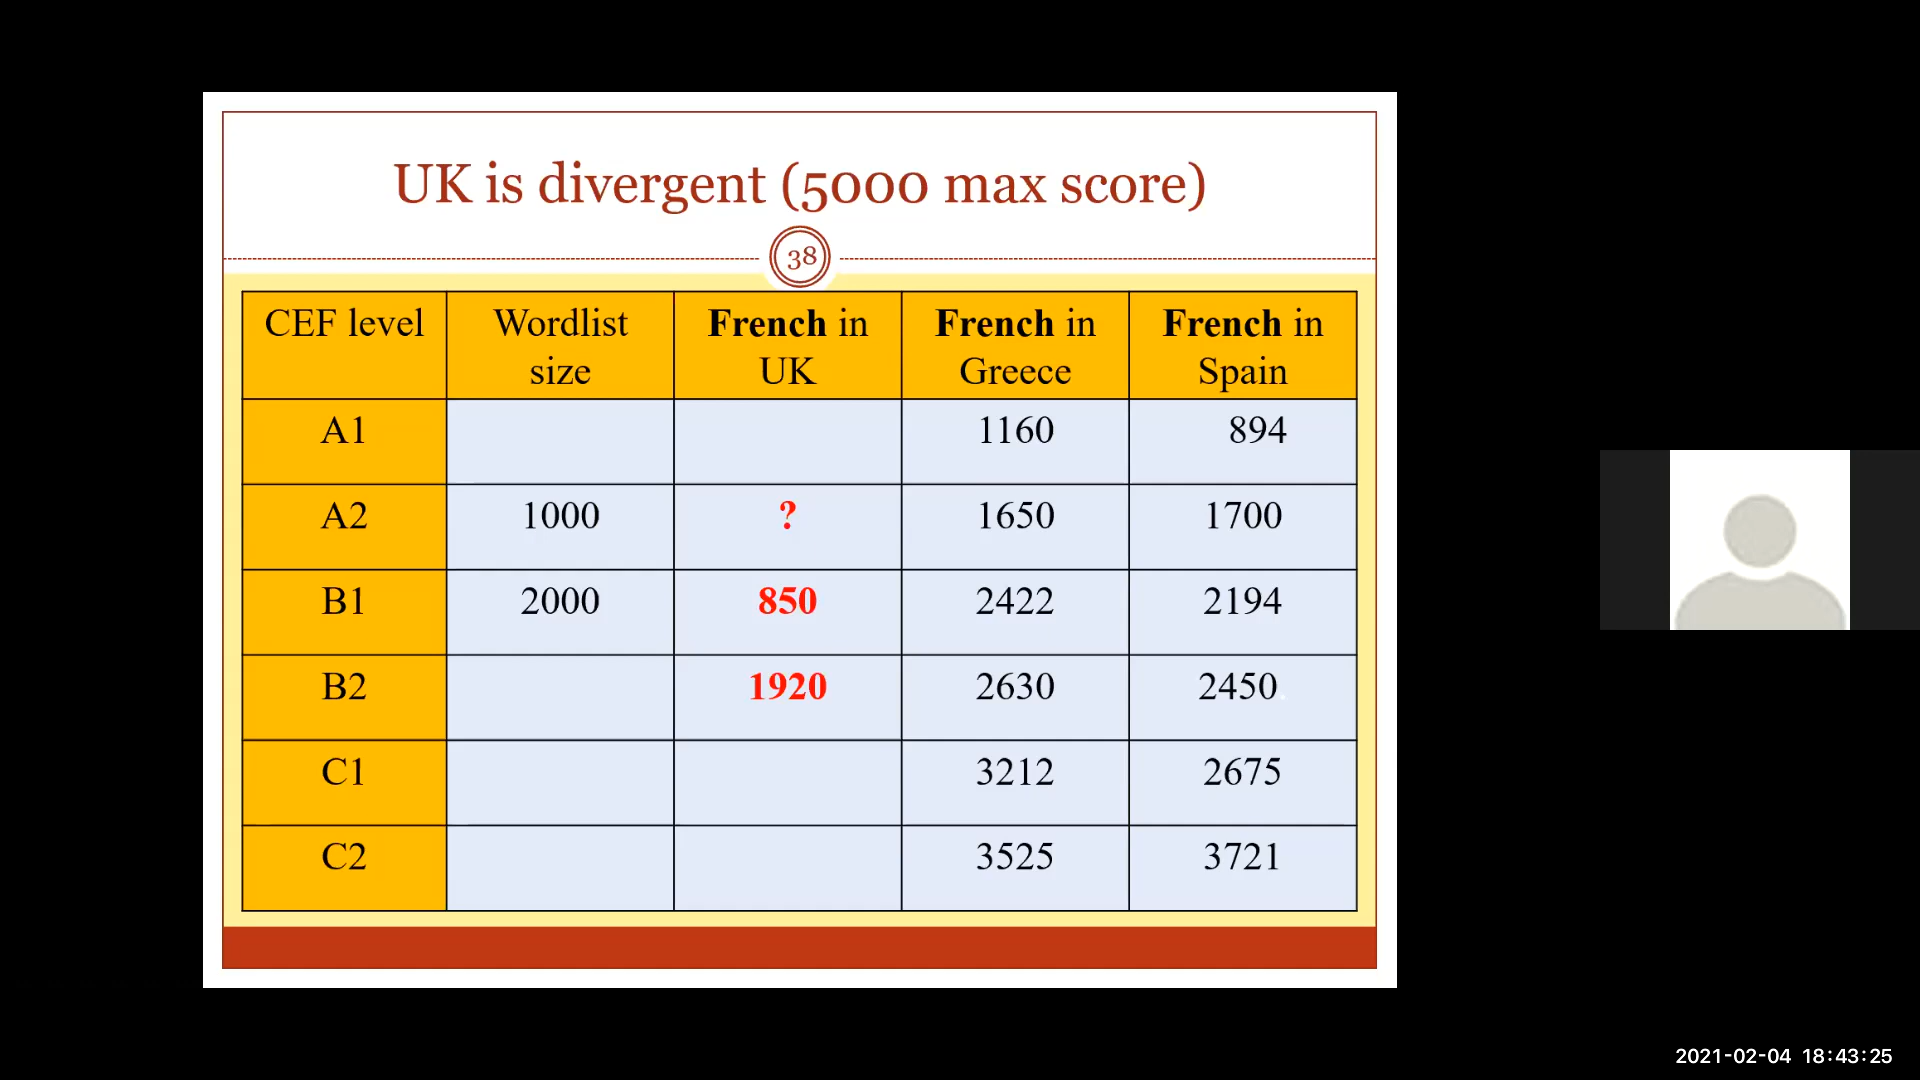 UK is divergent (5000 max score)
38
CEF level Wordlist size French in UK French in Greece French in Spain
A1 1160 894
A2 1000 ? 1650 1700
B1 2000 850 2422 2194
B2 1920 2630 2450
C1 3212 2675
C2 3525 3721
2021-02-04 18:43:25